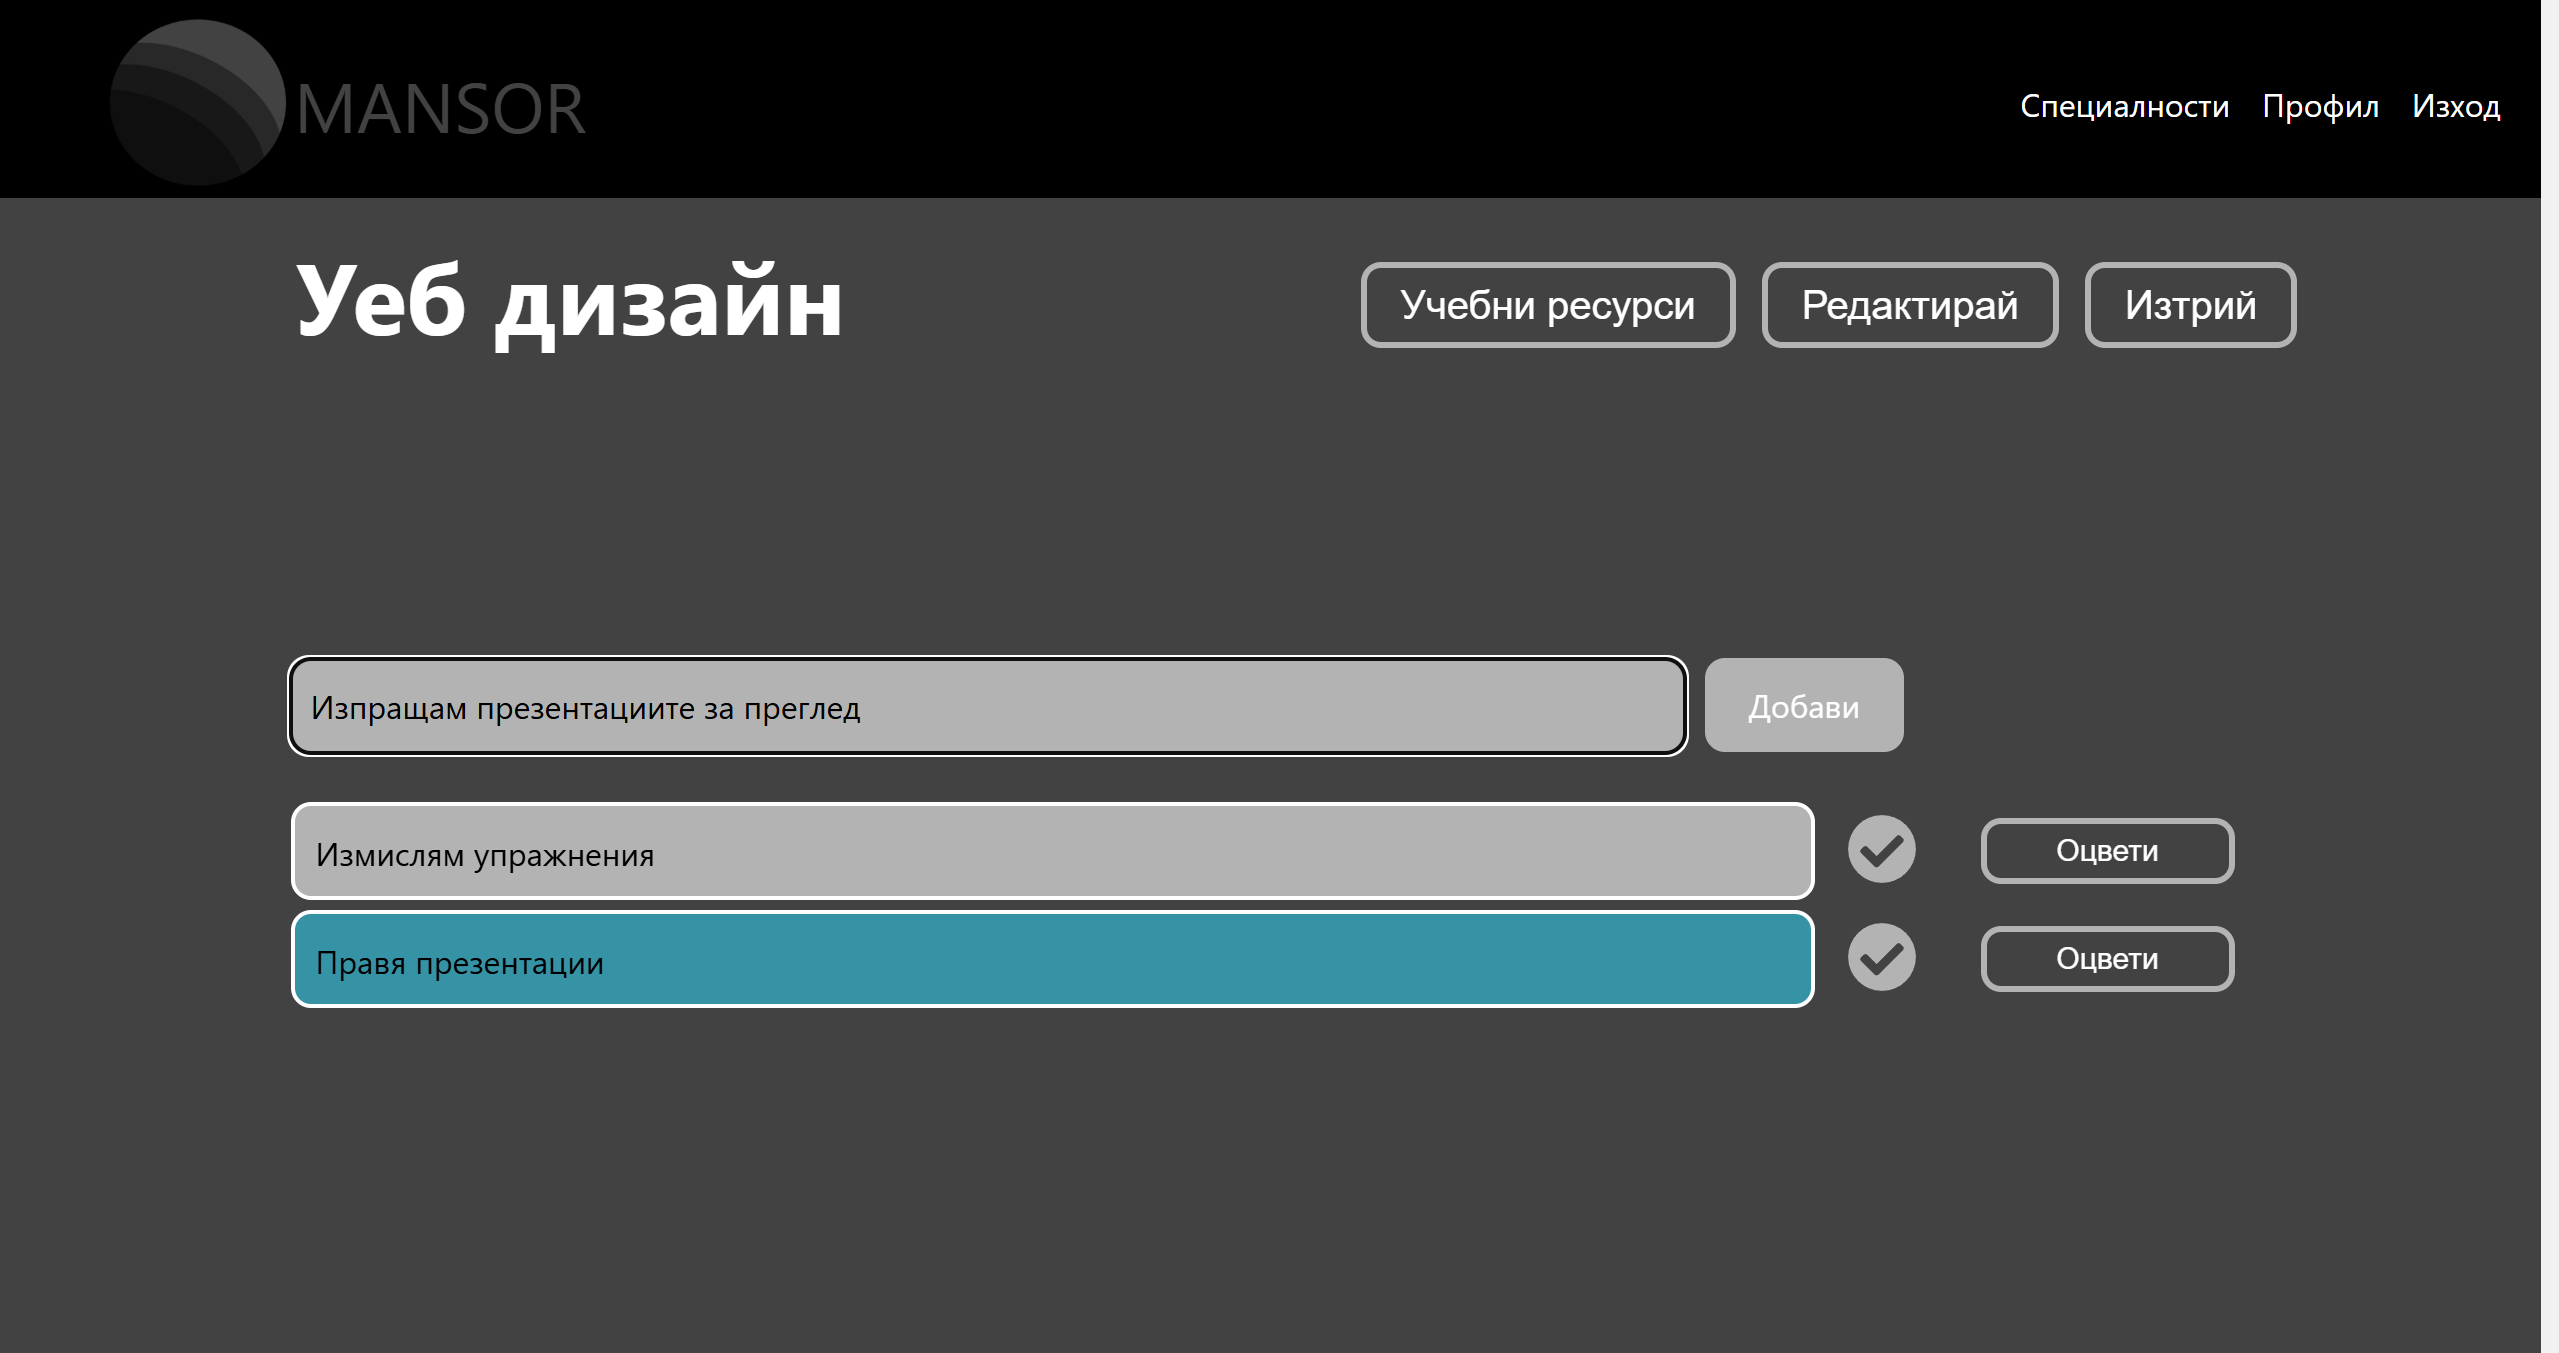 MANSOR
Специалности Профил Изход
Уеб дизайн
Учебни ресурси Редактирай Изтрий
Изпращам презентациите за преглед
Добави
Измислям упражнения
Оцвети
Правя презентации
Оцвети